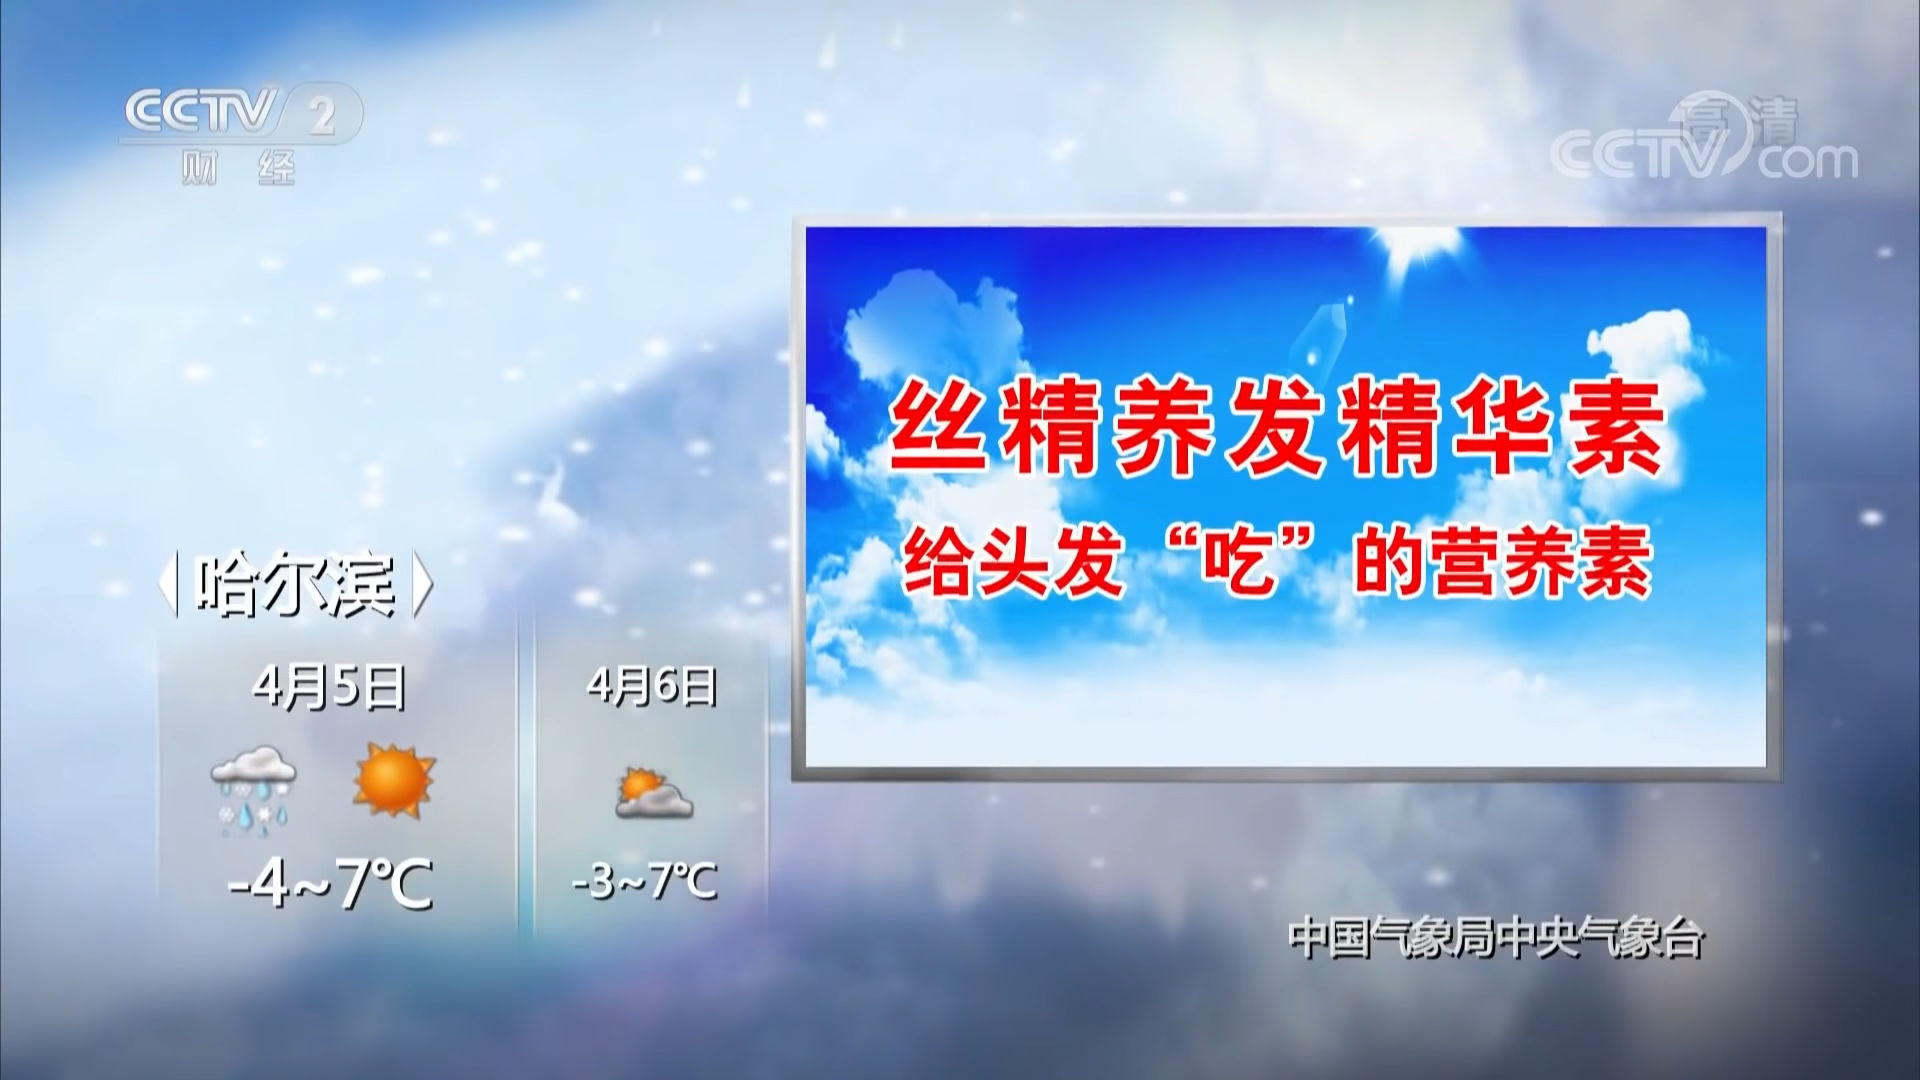 CCTV 2
财 经
高清
CCTV.com
丝精养发精华素
给头发“吃”的营养素
哈尔滨
4月5日
4月6日
-4~7℃
-3~7℃
中国气象局中央气象台